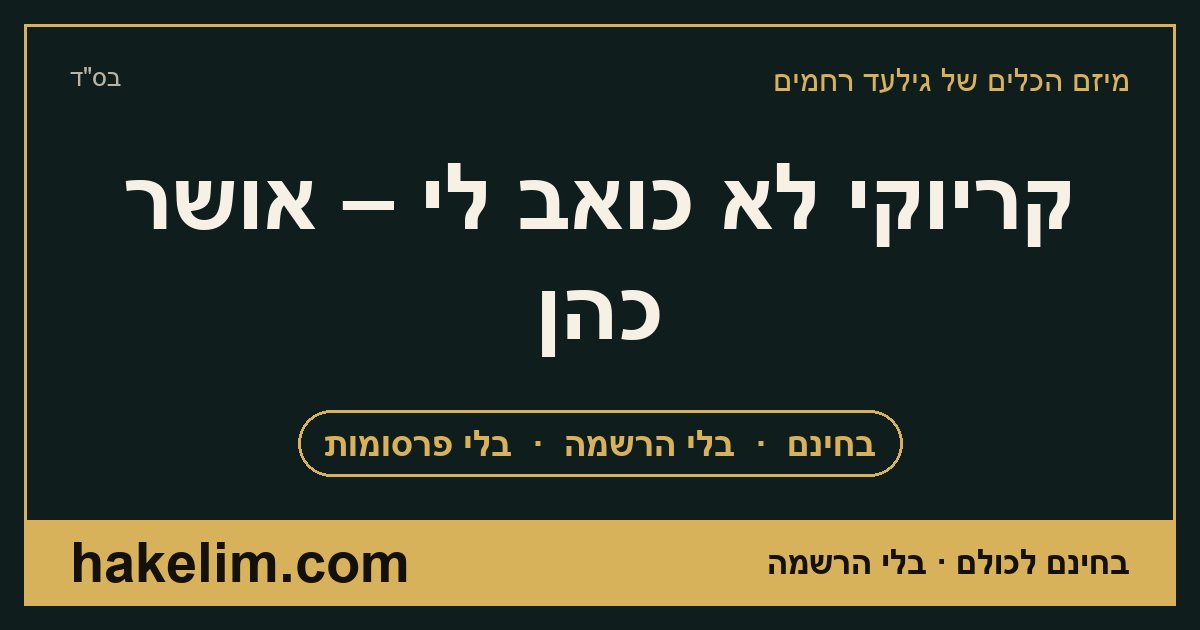 מיזם הכלים של גילעד רחמים
בס"ד
קריוקי לא כואב לי – אושר
כהן
בחינם · בלי הרשמה · בלי פרסומות
בחינם לכולם · בלי הרשמה
hakelim.com